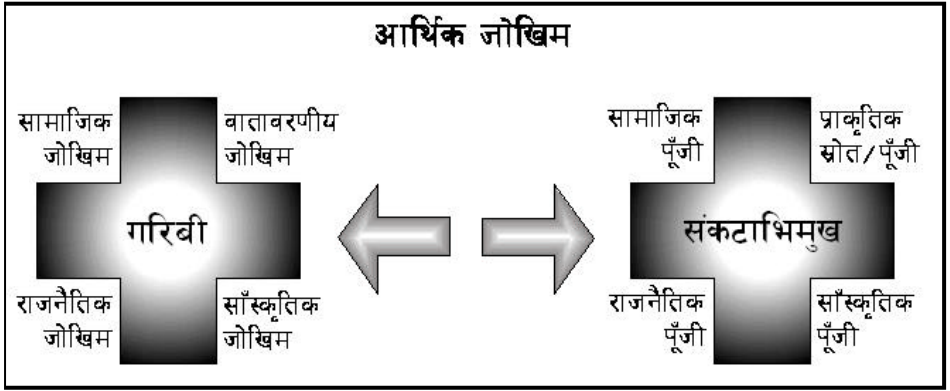 आर्थिक जोखिम
सामाजिक
जोखिम
वातावरणीय
जोखिम
गरिबी
राजनैतिक
जोखिम
साँस्कृतिक
जोखिम
सामाजिक
पूँजी
प्राकृतिक
स्रोत/पूँजी
संकटाभिमुख
राजनैतिक
पूँजी
साँस्कृतिक
पूँजी